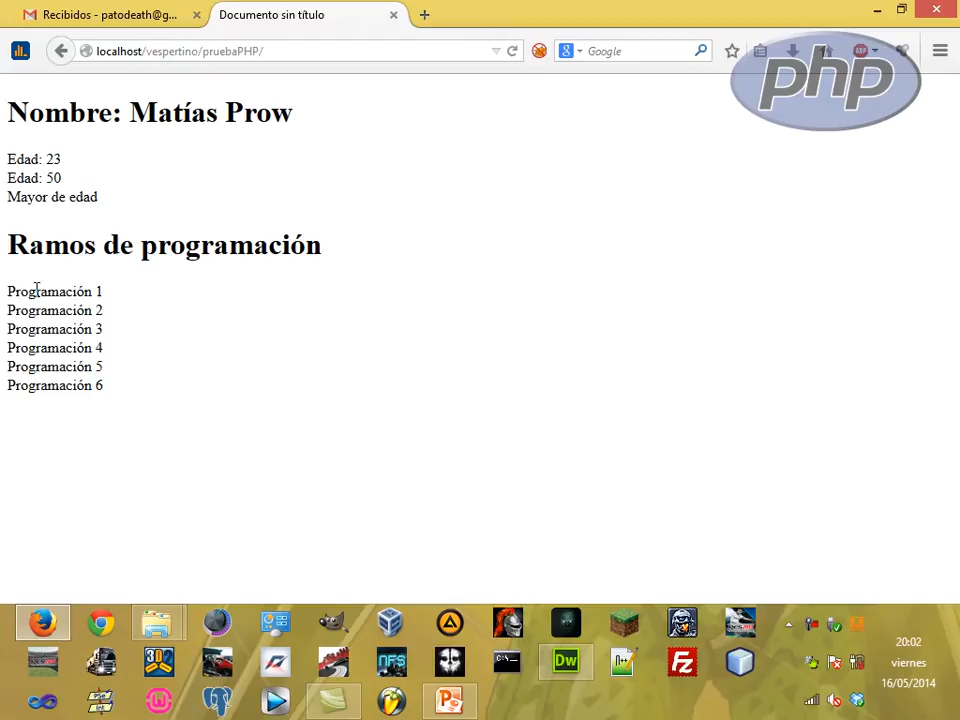 Recibidos - patodeath@g...
Documento sin título
localhost/vespertino/pruebaPHP/
Google
php
Nombre: Matías Prow
Edad: 23
Edad: 50
Mayor de edad
Ramos de programación
Programación 1
Programación 2
Programación 3
Programación 4
Programación 5
Programación 6
20:02
viernes
16/05/2014
Dw
Fz